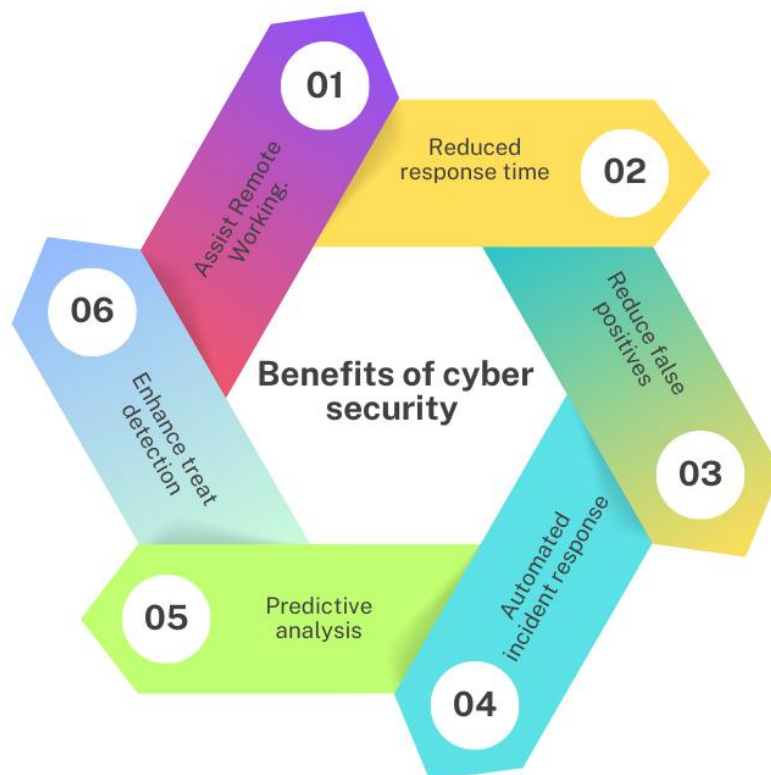 01
Assist Remote
Working.
Reduced
response time
02
Reduce false
positives
03
Automated
incident response
04
Predictive
analysis
05
Enhance treat
detection
06
Benefits of cyber
security